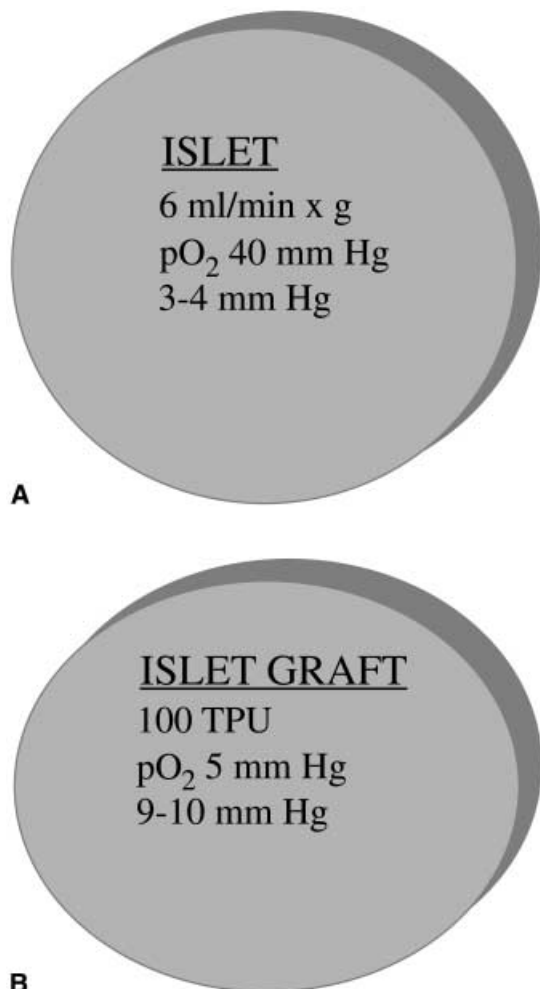 ISLET
6 ml/min x g
pO₂ 40 mm Hg
3-4 mm Hg
A
ISLET GRAFT
100 TPU
pO₂ 5 mm Hg
9-10 mm Hg
B